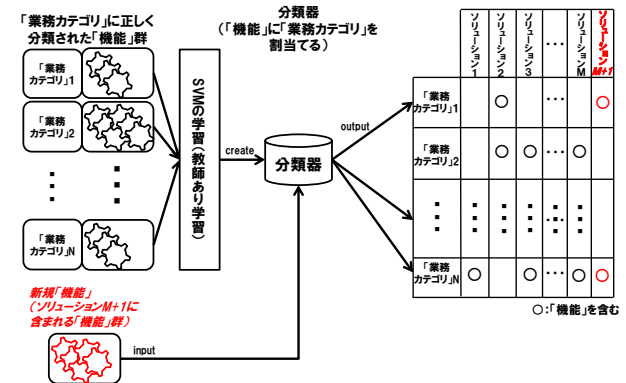 「業務カテゴリ」に正しく
分類された「機能」群
分類器
(「機能」に「業務カテゴリ」を
割当てる)
「業務
カテゴリ」1
「業務
カテゴリ」2
「業務
カテゴリ」N
SVMの学習(教師あり学習)
create
分類器
output
ソリューション1
ソリューション2
ソリューション3
…
ソリューションM
ソリューションM+1
「業務
カテゴリ」1
○ … ○
「業務
カテゴリ」2
○ ○ … ○
「業務
カテゴリ」N
○ ○ … ○ ○
○:「機能」を含む
新規「機能」
(ソリューションM+1に
含まれる「機能」群)
input